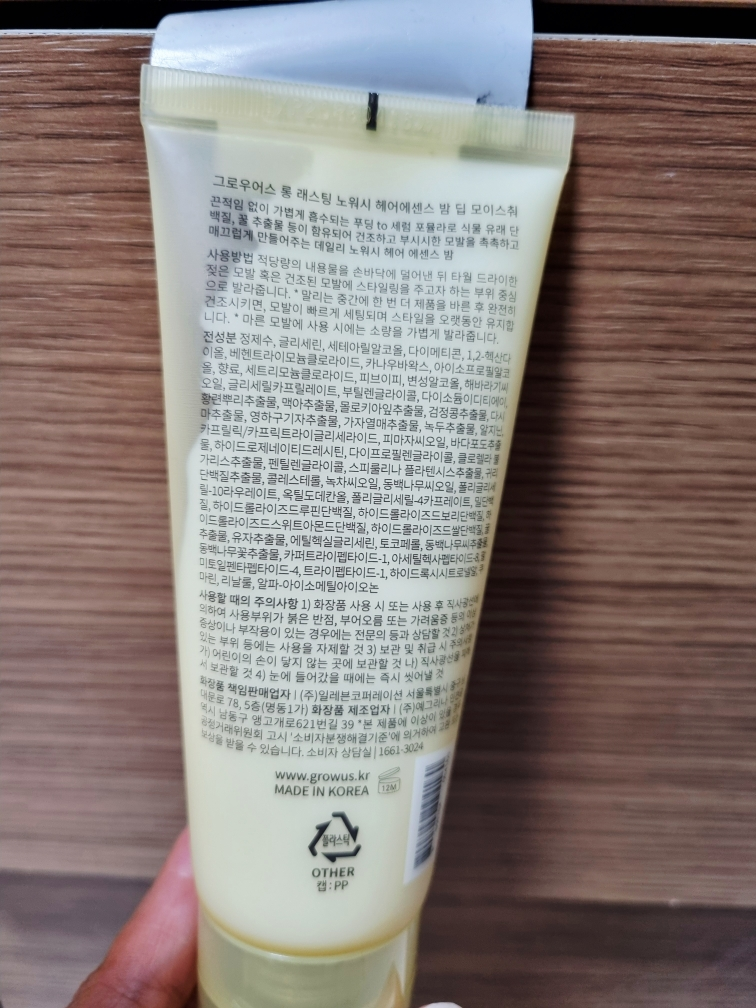 그로우어스 롱 래스팅 노워시 헤어에센스 밤 딥 모이스춰
끈적임 없이 가볍게 흡수되는 푸딩 to 세럼 포뮬라로 식물 유래 단
백질, 꿀 추출물 등이 함유되어 건조하고 부시시한 모발을 촉촉하고
매끄럽게 만들어주는 데일리 노워시 헤어 에센스 밤
사용방법 적당량의 내용물을 손바닥에 덜어낸 뒤 타월 드라이한
젖은 모발 혹은 건조된 모발에 스타일링을 주고자 하는 부위 중심
으로 발라줍니다. * 말리는 중간에 한 번 더 제품을 바른 후 완전히
건조시키면, 모발이 빠르게 세팅되며 스타일을 오랫동안 유지합
니다. * 마른 모발에 사용 시에는 소량을 가볍게 발라줍니다.
전성분 정제수, 글리세린, 세테아릴알코올, 다이메티콘, 1,2-헥산다
이올, 베헨트라이모늄클로라이드, 카나우바왁스, 아이소프로필알코
올, 향료, 세트리모늄클로라이드, 피브이피, 변성알코올, 해바라기씨
오일, 글리세릴카프릴레이트, 부틸렌글라이콜, 다이소듐이디티에이,
황련뿌리추출물, 맥아추출물, 몰로키아잎추출물, 검정콩추출물, 다시
마추출물, 영하구기자추출물, 가자열매추출물, 녹두추출물, 알지닌,
카프릴릭/카프릭트라이글리세라이드, 피마자씨오일, 바다포도추출
물, 하이드로제네이티드레시틴, 다이프로필렌글라이콜, 클로렐라 불
가리스추출물, 펜틸렌글라이콜, 스피룰리나 플라텐시스추출물, 귀리
단백질추출물, 콜레스테롤, 녹차씨오일, 동백나무씨오일, 폴리글리세
릴-10라우레이트, 옥틸도데칸올, 폴리글리세릴-4카프레이트, 밀단백
질, 하이드롤라이즈드루핀단백질, 하이드롤라이즈드보리단백질, 하
이드롤라이즈드스위트아몬드단백질, 하이드롤라이즈드쌀단백질,
추출물, 유자추출물, 에틸헥실글리세린, 토코페롤, 동백나무씨추출물,
동백나무꽃추출물, 카퍼트라이펩타이드-1, 아세틸헥사펩타이드-8,
미토일펜타펩타이드-4, 트라이펩타이드-1, 하이드록시시트로넬알,
마린, 리날룰, 알파-아이소메틸아이오논
사용할 때의 주의사항 1) 화장품 사용 시 또는 사용 후 직사광선에
의하여 사용부위가 붉은 반점, 부어오름 또는 가려움증 등의 이상
증상이나 부작용이 있는 경우에는 전문의 등과 상담할 것 2) 상처가
있는 부위 등에는 사용을 자제할 것 3) 보관 및 취급 시 주의사항
가) 어린이의 손이 닿지 않는 곳에 보관할 것 나) 직사광선을 피해
서 보관할 것 4) 눈에 들어갔을 때에는 즉시 씻어낼 것
화장품 책임판매업자 | (주)일레븐코퍼레이션 서울특별시 중구
대문로 78, 5층(명동1가) 화장품 제조업자 | (주)에그리나
역시 남동구 앵고개로621번길 39 *본 제품에 이상이 있을
공정거래위원회 고시 '소비자분쟁해결기준'에 의거하여
보상을 받을 수 있습니다. 소비자 상담실 | 1661-3024
www.growus.kr
MADE IN KOREA
12M
플라스틱
OTHER
캡 : PP